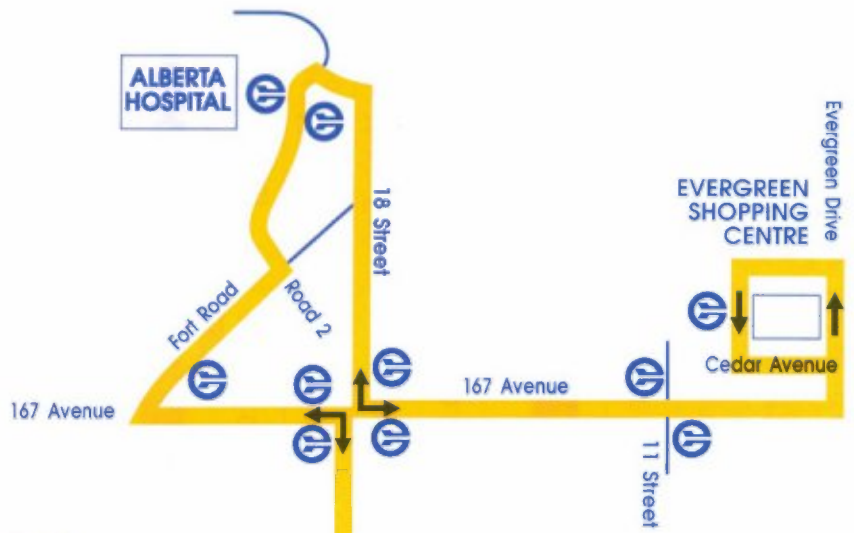 ALBERTA
HOSPITAL
Evergreen Drive
EVERGREEN
SHOPPING
CENTRE
18 Street
Fort Road
Road 2
Cedar Avenue
167 Avenue
167 Avenue
11 Street